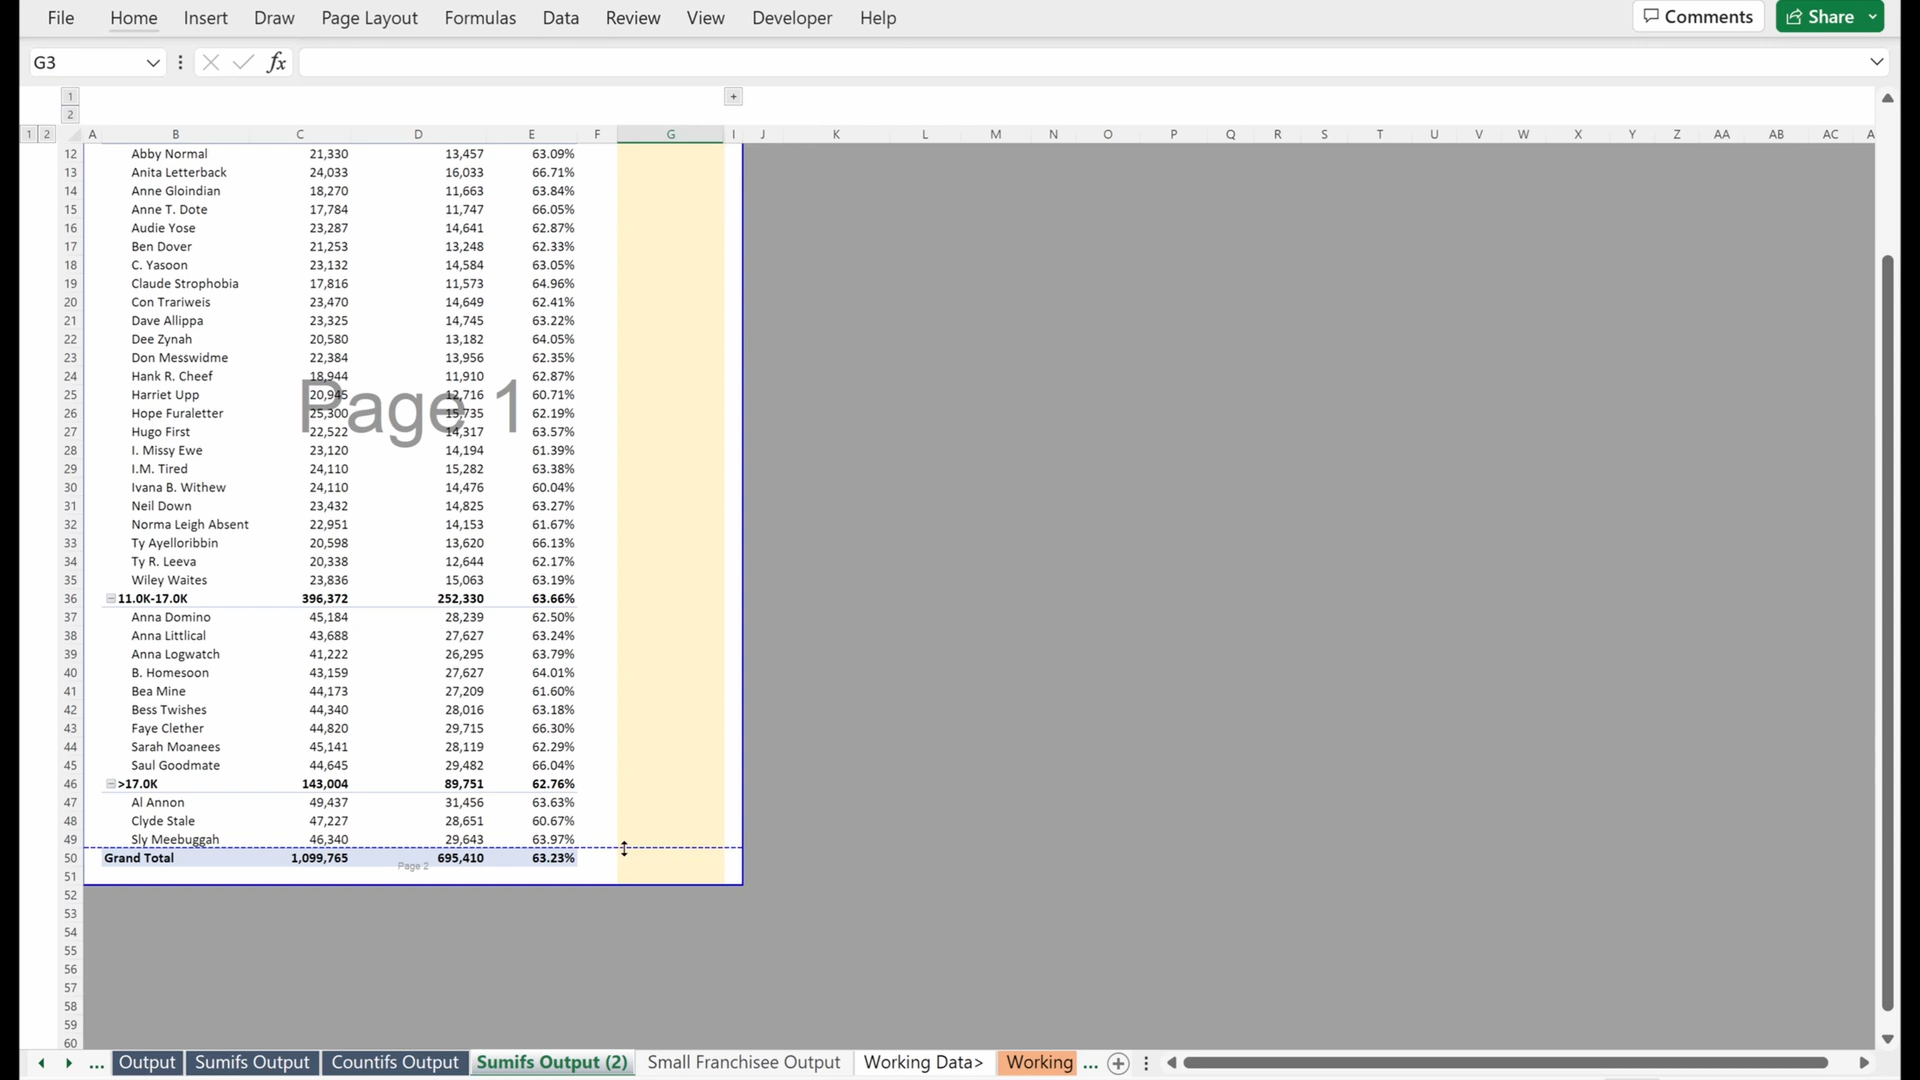 File Home Insert Draw Page Layout Formulas Data Review View Developer Help Comments Share
G3 fx
1 +
2
1 2 A B C D E F G I J K L M N O P Q R S T U V W X Y Z AA AB AC A
12 Abby Normal 21,330 13,457 63.09%
13 Anita Letterback 24,033 16,033 66.71%
14 Anne Gloindian 18,270 11,663 63.84%
15 Anne T. Dote 17,784 11,747 66.05%
16 Audie Yose 23,287 14,641 62.87%
17 Ben Dover 21,253 13,248 62.33%
18 C. Yasoon 23,132 14,584 63.05%
19 Claude Strophobia 17,816 11,573 64.96%
20 Con Trariweis 23,470 14,649 62.41%
21 Dave Allippa 23,325 14,745 63.22%
22 Dee Zynah 20,580 13,182 64.05%
23 Don Messwidme 22,384 13,956 62.35%
24 Hank R. Cheef 18,944 11,910 62.87%
25 Harriet Upp 20,945 12,716 60.71%
Page 1
26 Hope Furaletter 25,300 15,735 62.19%
27 Hugo First 22,522 14,317 63.57%
28 I. Missy Ewe 23,120 14,194 61.39%
29 I.M. Tired 24,110 15,282 63.38%
30 Ivana B. Withew 24,110 14,476 60.04%
31 Neil Down 23,432 14,825 63.27%
32 Norma Leigh Absent 22,951 14,153 61.67%
33 Ty Ayelloribbin 20,598 13,620 66.13%
34 Ty R. Leeva 20,338 12,644 62.17%
35 Wiley Waites 23,836 15,063 63.19%
36 11.0K-17.0K 396,372 252,330 63.66%
37 Anna Domino 45,184 28,239 62.50%
38 Anna Littlical 43,688 27,627 63.24%
39 Anna Logwatch 41,222 26,295 63.79%
40 B. Homesoon 43,159 27,627 64.01%
41 Bea Mine 44,173 27,209 61.60%
42 Bess Twishes 44,340 28,016 63.18%
43 Faye Clether 44,820 29,715 66.30%
44 Sarah Moanees 45,141 28,119 62.29%
45 Saul Goodmate 44,645 29,482 66.04%
46 >17.0K 143,004 89,751 62.76%
47 Al Annon 49,437 31,456 63.63%
48 Clyde Stale 47,227 28,651 60.67%
49 Sly Meebuggah 46,340 29,643 63.97%
50 Grand Total 1,099,765 695,410 63.23%
Page 2
51
52
53
54
55
56
57
58
59
60
... Output Sumifs Output Countifs Output Sumifs Output (2) Small Franchisee Output Working Data> Working ...